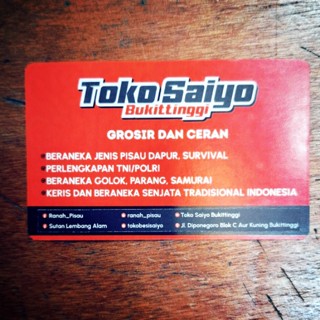 Toko Saiyo
Bukittinggi
GROSIR DAN CERAN
BERANEKA JENIS PISAU DAPUR, SURVIVAL
PERLENGKAPAN TNI/POLRI
BERANEKA GOLOK, PARANG, SAMURAI
KERIS DAN BERANEKA SENJATA TRADISIONAL INDONESIA
Ranah_Pisau ranah_pisau Toko Saiyo Bukittinggi
Sutan Lembang Alam tokobesisaiyo Jl. Diponegoro Blok C Aur Kuning Bukittinggi